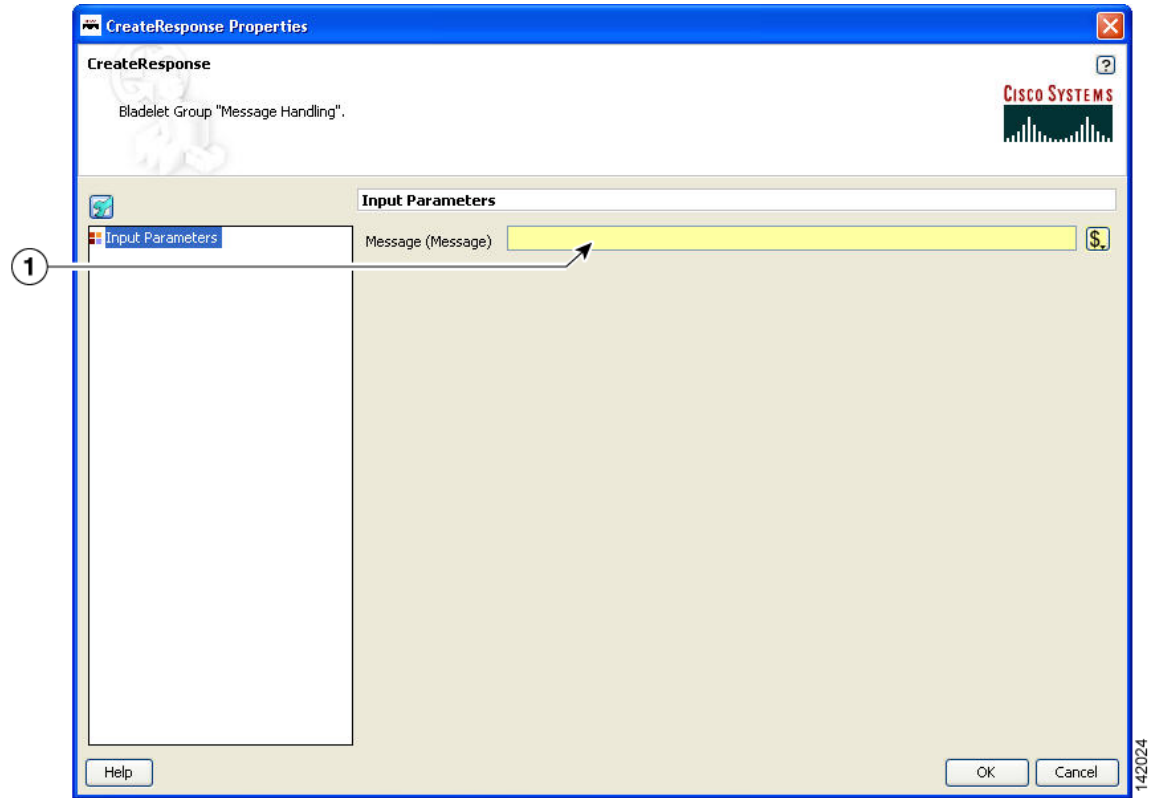 CreateResponse Properties
CreateResponse
?
Bladelet Group "Message Handling".
CISCO SYSTEMS
Input Parameters
Input Parameters
Message (Message)
$
1
Help
OK
Cancel
142024